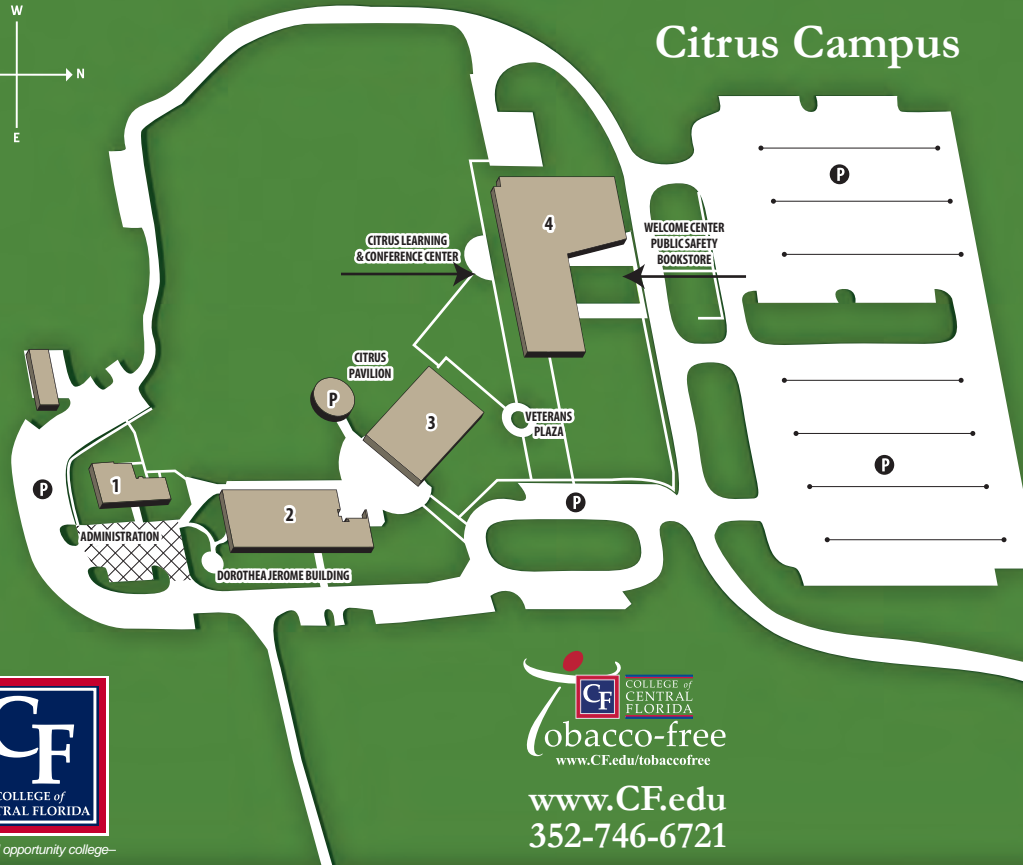 W
N
E
Citrus Campus
P
4
CITRUS LEARNING
& CONFERENCE CENTER
WELCOME CENTER
PUBLIC SAFETY
BOOKSTORE
CITRUS
PAVILION
P
3
VETERANS
PLAZA
P
1
P
2
P
ADMINISTRATION
DOROTHEA JEROME BUILDING
CF
COLLEGE of
CENTRAL
FLORIDA
Tobacco-free
www.CF.edu/tobaccofree
www.CF.edu
352-746-6721
CF
COLLEGE of
TRAL FLORIDA
opportunity college–